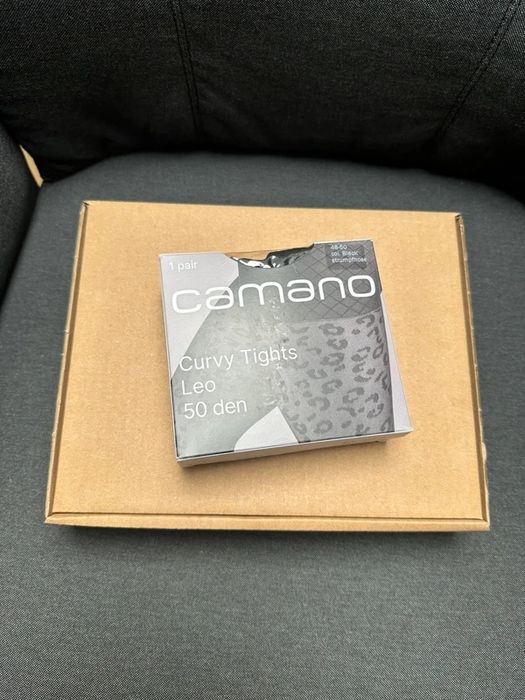 1 pair
48-50
col. Black
strumpfhose
camano
Curvy Tights
Leo
50 den